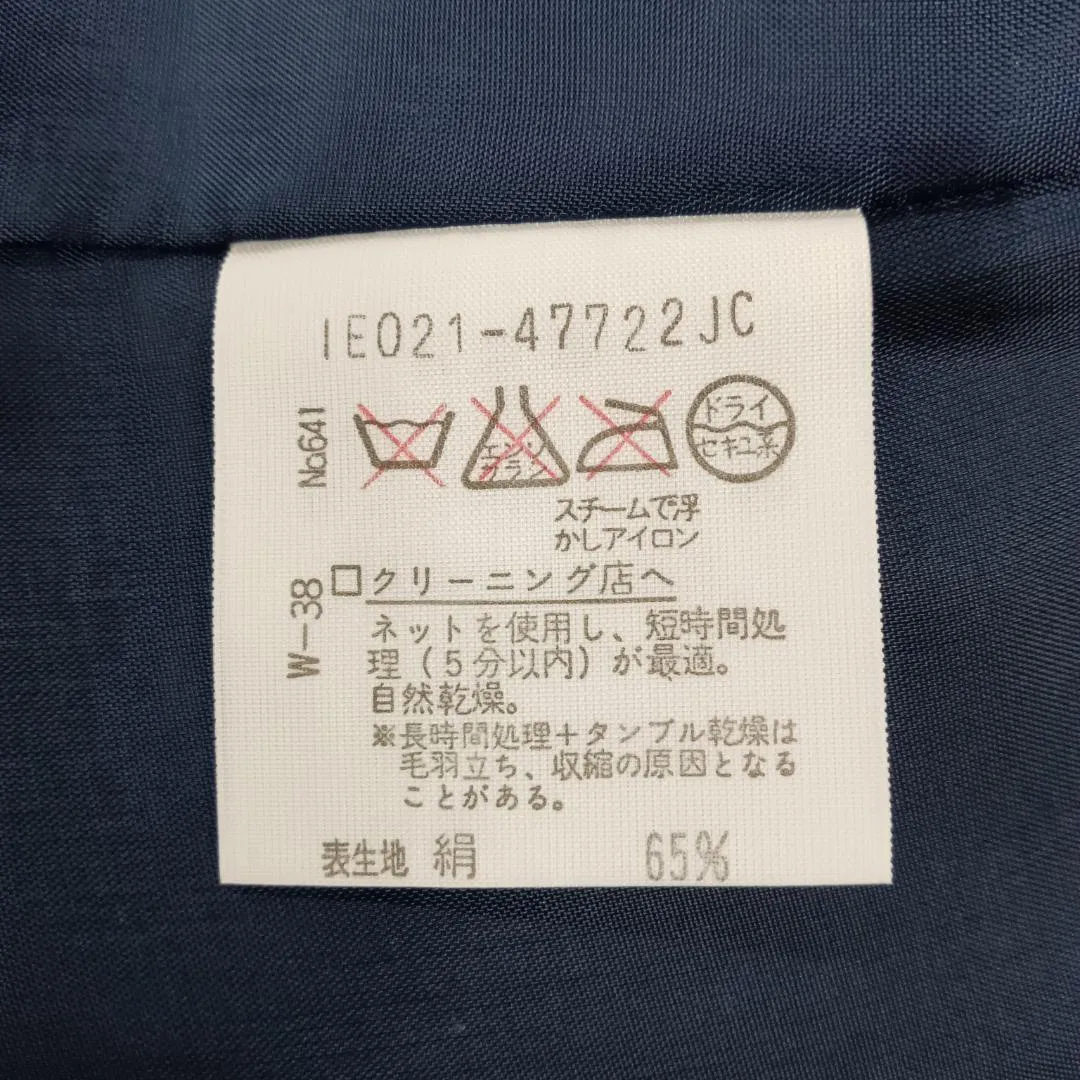 IE021-47722JC
No641
エンソ
サラシ
ドライ
セキユ系
スチームで浮
かしアイロン
W-38
□クリーニング店へ
ネットを使用し、短時間処
理(5分以内)が最適。
自然乾燥。
※長時間処理+タンブル乾燥は
毛羽立ち、収縮の原因となる
ことがある。
表生地 絹 65%